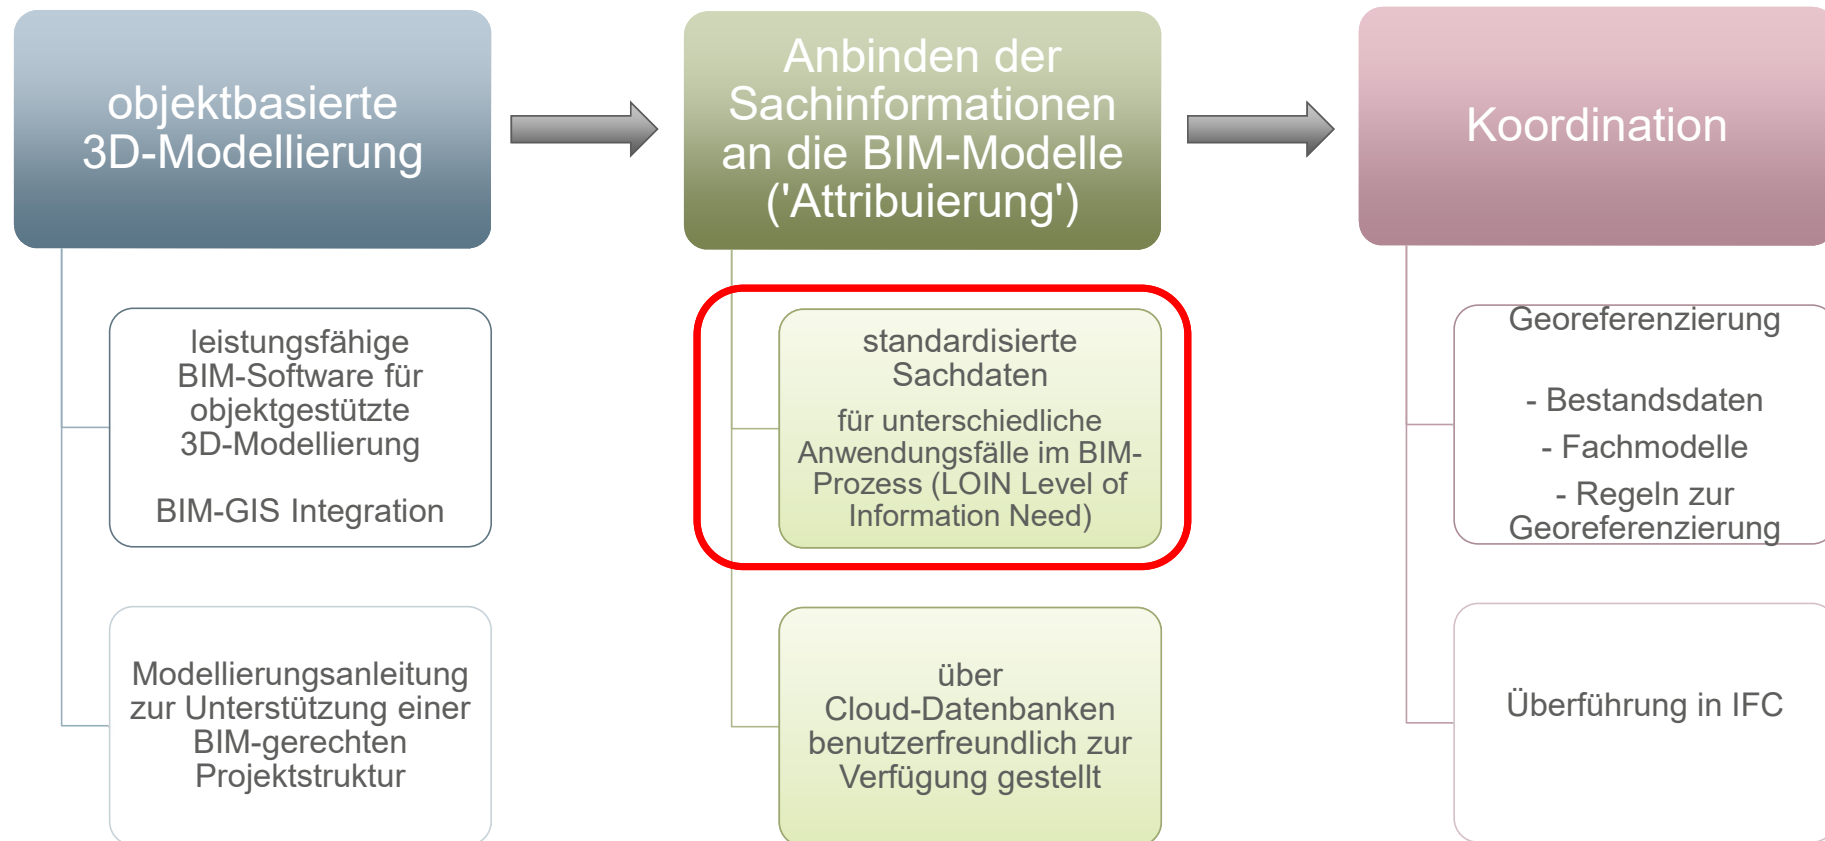 objektbasierte
3D-Modellierung
leistungsfähige
BIM-Software für
objektgestützte
3D-Modellierung
BIM-GIS Integration
Modellierungsanleitung
zur Unterstützung einer
BIM-gerechten
Projektstruktur
Anbinden der
Sachinformationen
an die BIM-Modelle
('Attribuierung')
standardisierte
Sachdaten
für unterschiedliche
Anwendungsfälle im BIM-
Prozess (LOIN Level of
Information Need)
über
Cloud-Datenbanken
benutzerfreundlich zur
Verfügung gestellt
Koordination
Georeferenzierung
- Bestandsdaten
- Fachmodelle
- Regeln zur
Georeferenzierung
Überführung in IFC